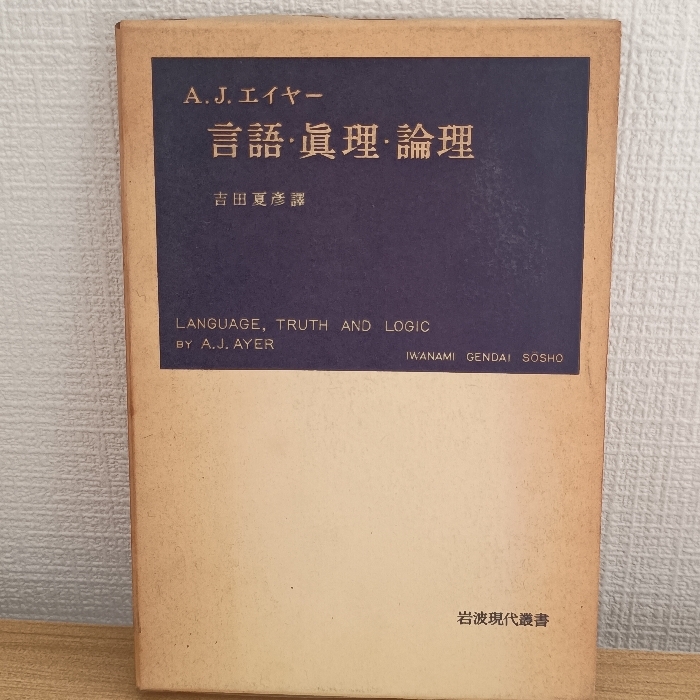 A.J.エイヤー
言語・眞理・論理
吉田夏彦譯
LANGUAGE, TRUTH AND LOGIC
BY A.J. AYER
IWANAMI GENDAI SŌSHO
岩波現代叢書